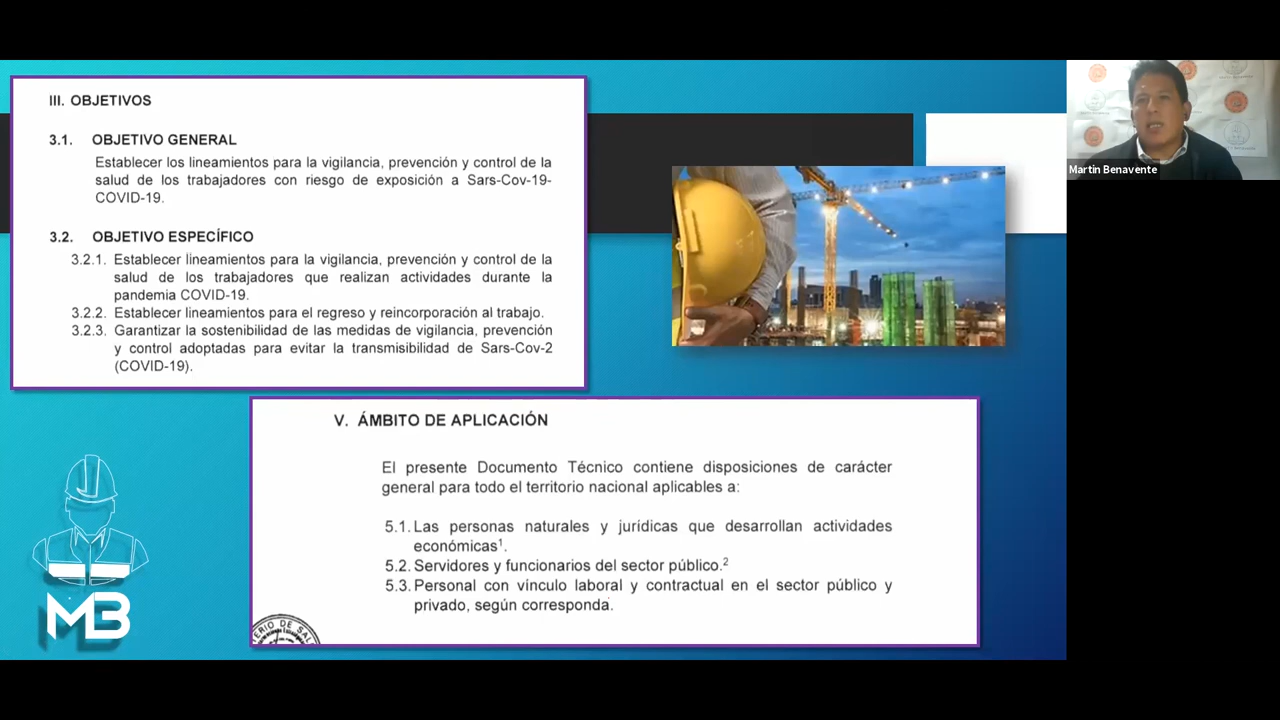 III. OBJETIVOS
3.1. OBJETIVO GENERAL
Establecer los lineamientos para la vigilancia, prevención y control de la
salud de los trabajadores con riesgo de exposición a Sars-Cov-19-
COVID-19.
3.2. OBJETIVO ESPECÍFICO
3.2.1. Establecer lineamientos para la vigilancia, prevención y control de la
salud de los trabajadores que realizan actividades durante la
pandemia COVID-19.
3.2.2. Establecer lineamientos para el regreso y reincorporación al trabajo.
3.2.3. Garantizar la sostenibilidad de las medidas de vigilancia, prevención
y control adoptadas para evitar la transmisibilidad de Sars-Cov-2
(COVID-19).
Martin Benavente
V. ÁMBITO DE APLICACIÓN
El presente Documento Técnico contiene disposiciones de carácter
general para todo el territorio nacional aplicables a:
5.1. Las personas naturales y jurídicas que desarrollan actividades
económicas¹.
5.2. Servidores y funcionarios del sector público.²
5.3. Personal con vínculo laboral y contractual en el sector público y
privado, según corresponda.
MB